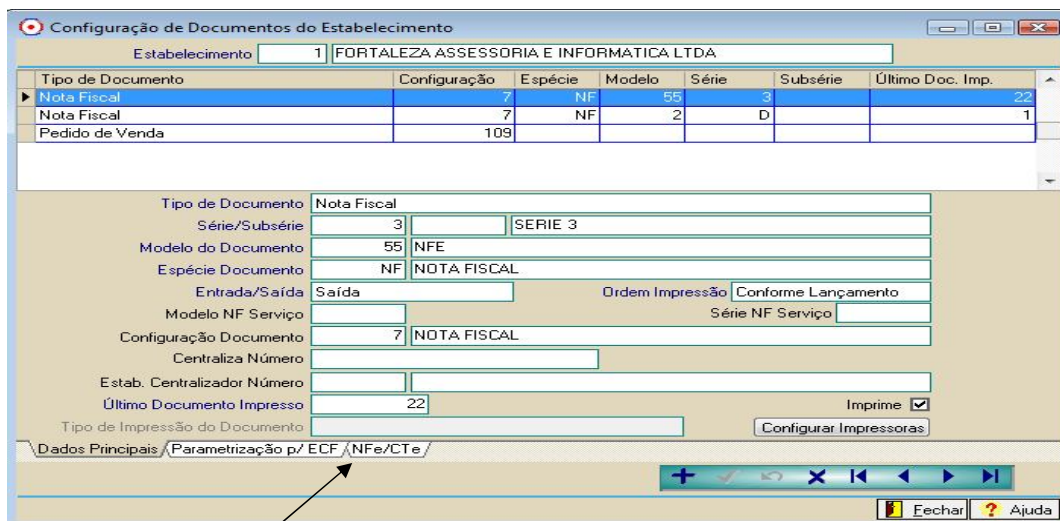 Configuração de Documentos do Estabelecimento
Estabelecimento 1 FORTALEZA ASSESSORIA E INFORMATICA LTDA
Tipo de Documento Configuração Espécie Modelo Série Subsérie Último Doc. Imp.
Nota Fiscal 7 NF 55 3 22
Nota Fiscal 7 NF 2 D 1
Pedido de Venda 109
Tipo de Documento Nota Fiscal
Série/Subsérie 3 SERIE 3
Modelo do Documento 55 NFE
Espécie Documento NF NOTA FISCAL
Entrada/Saída Saída Ordem Impressão Conforme Lançamento
Modelo NF Serviço Série NF Serviço
Configuração Documento 7 NOTA FISCAL
Centraliza Número
Estab. Centralizador Número
Último Documento Impresso 22 Imprime
Tipo de Impressão do Documento Configurar Impressoras
Dados Principais Parametrização p/ ECF NFe/CTe
Fechar ? Ajuda